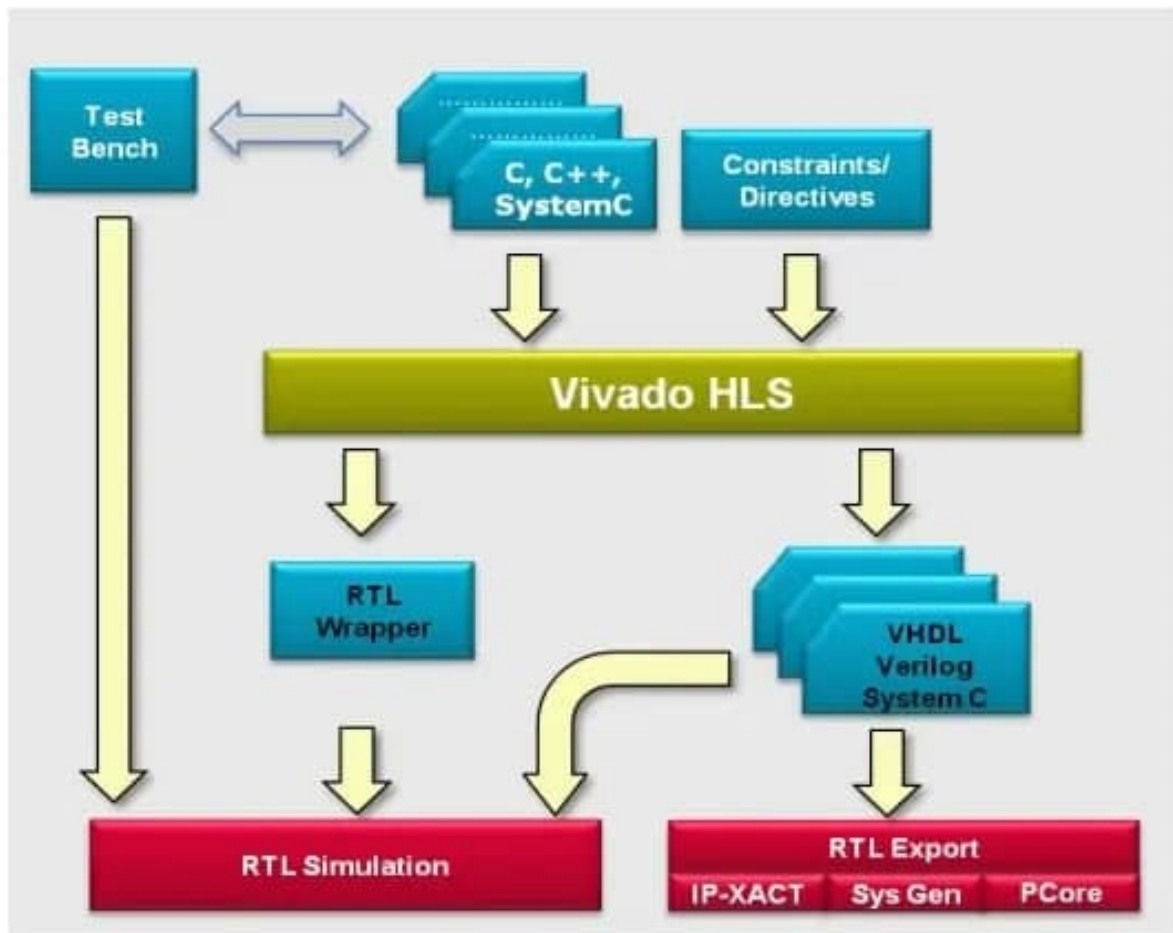 Test
Bench
C, C++,
SystemC
Constraints/
Directives
Vivado HLS
RTL
Wrapper
VHDL
Verilog
System C
RTL Simulation
RTL Export
IP-XACT
Sys Gen
PCore